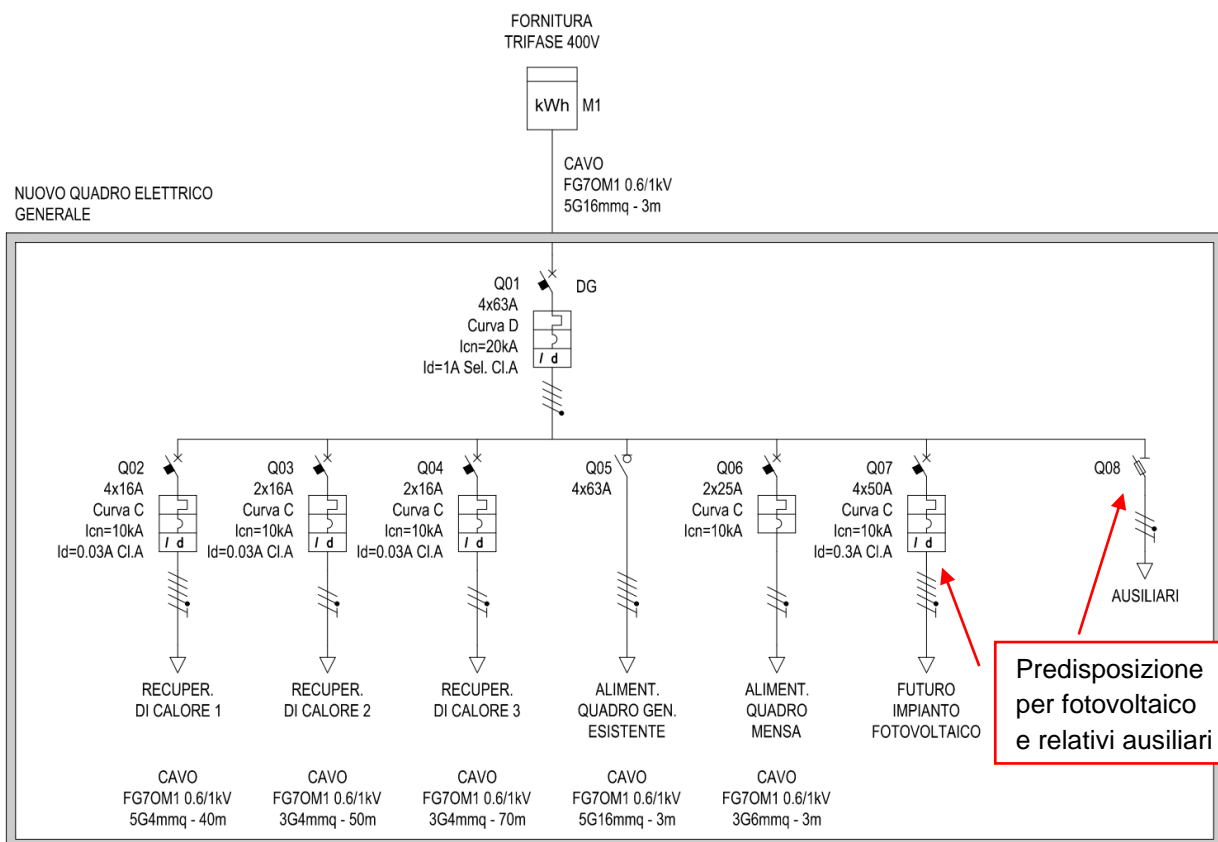 FORNITURA
TRIFASE 400V
kWh
M1
CAVO
FG7OM1 0.6/1kV
5G16mmq - 3m
NUOVO QUADRO ELETTRICO
GENERALE
Q01
4x63A
Curva D
Icn=20kA
Id=1A Sel. Cl.A
DG
I d
Q02
4x16A
Curva C
Icn=10kA
Id=0.03A Cl.A
I d
RECUPER.
DI CALORE 1
CAVO
FG7OM1 0.6/1kV
5G4mmq - 40m
Q03
2x16A
Curva C
Icn=10kA
Id=0.03A Cl.A
I d
RECUPER.
DI CALORE 2
CAVO
FG7OM1 0.6/1kV
3G4mmq - 50m
Q04
2x16A
Curva C
Icn=10kA
Id=0.03A Cl.A
I d
RECUPER.
DI CALORE 3
CAVO
FG7OM1 0.6/1kV
3G4mmq - 70m
Q05
4x63A
ALIMENT.
QUADRO GEN.
ESISTENTE
CAVO
FG7OM1 0.6/1kV
5G16mmq - 3m
Q06
2x25A
Curva C
Icn=10kA
ALIMENT.
QUADRO
MENSA
CAVO
FG7OM1 0.6/1kV
3G6mmq - 3m
Q07
4x50A
Curva C
Icn=10kA
Id=0.3A Cl.A
I d
FUTURO
IMPIANTO
FOTOVOLTAICO
Q08
AUSILIARI
Predisposizione
per fotovoltaico
e relativi ausiliari